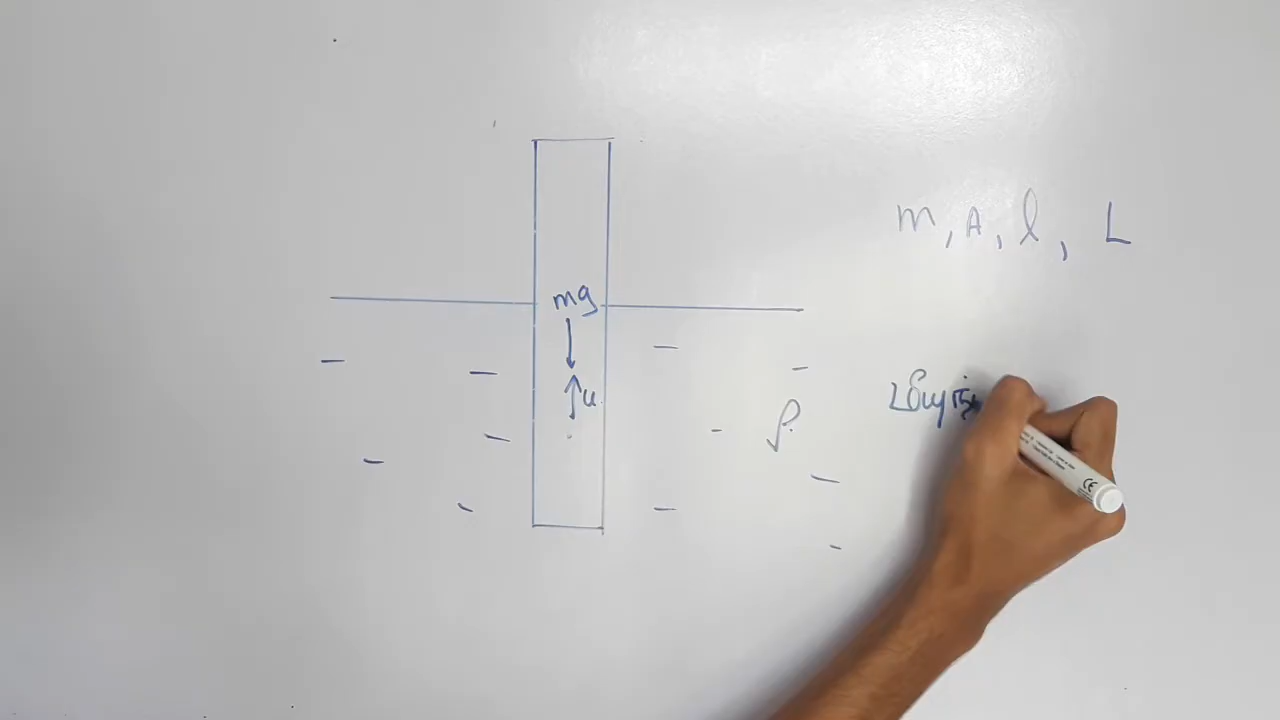 m, A, l, L
mg
u
ρ